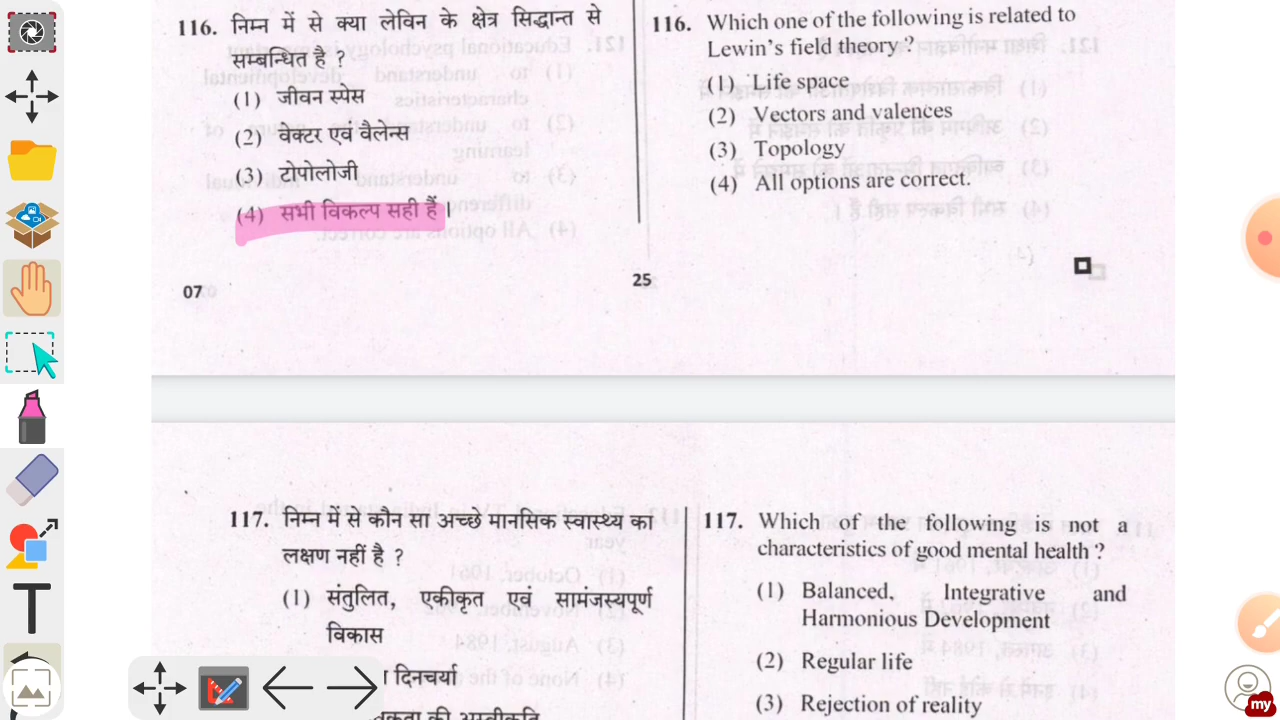 116. निम्न में से क्या लेविन के क्षेत्र सिद्धान्त से
सम्बन्धित है ?
(1) जीवन स्पेस
(2) वेक्टर एवं वैलेन्स
(3) टोपोलोजी
(4) सभी विकल्प सही हैं ।
116. Which one of the following is related to
Lewin's field theory ?
(1) Life space
(2) Vectors and valences
(3) Topology
(4) All options are correct.
07
25
117. निम्न में से कौन सा अच्छे मानसिक स्वास्थ्य का
लक्षण नहीं है ?
(1) संतुलित, एकीकृत एवं सामंजस्यपूर्ण
विकास
दिनचर्या
की अस्वीकृति
117. Which of the following is not a
characteristics of good mental health ?
(1) Balanced, Integrative and
Harmonious Development
(2) Regular life
(3) Rejection of reality
my